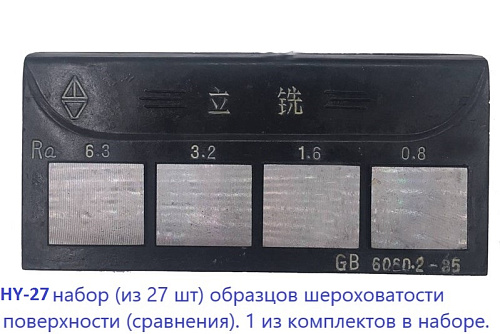 立铣
Ra 6.3 3.2 1.6 0.8
GB 6060.2-85
HY-27 набор (из 27 шт) образцов шероховатости
поверхности (сравнения). 1 из комплектов в наборе.